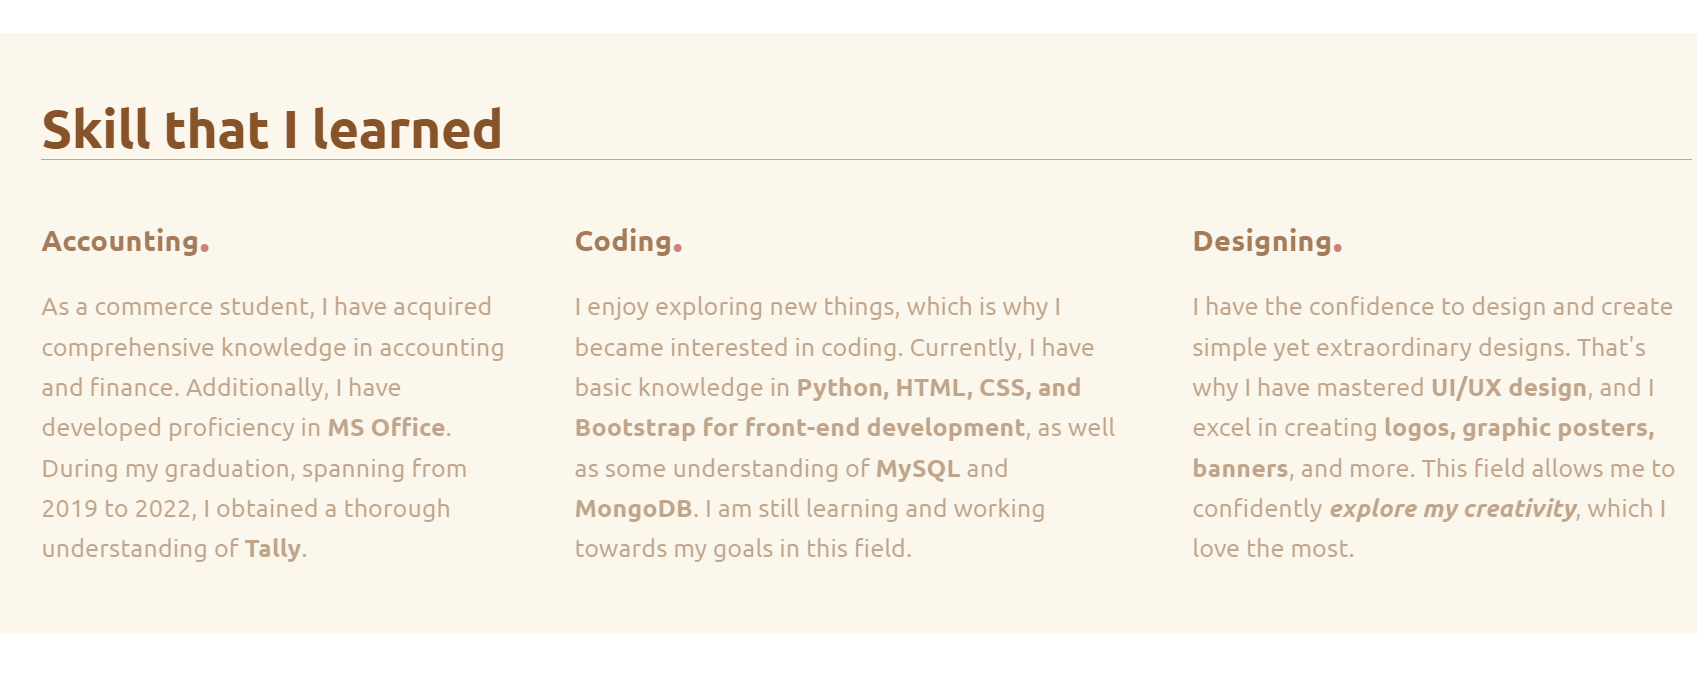 Skill that I learned
Accounting.
As a commerce student, I have acquired
comprehensive knowledge in accounting
and finance. Additionally, I have
developed proficiency in MS Office.
During my graduation, spanning from
2019 to 2022, I obtained a thorough
understanding of Tally.
Coding.
I enjoy exploring new things, which is why I
became interested in coding. Currently, I have
basic knowledge in Python, HTML, CSS, and
Bootstrap for front-end development, as well
as some understanding of MySQL and
MongoDB. I am still learning and working
towards my goals in this field.
Designing.
I have the confidence to design and create
simple yet extraordinary designs. That's
why I have mastered UI/UX design, and I
excel in creating logos, graphic posters,
banners, and more. This field allows me to
confidently explore my creativity, which I
love the most.